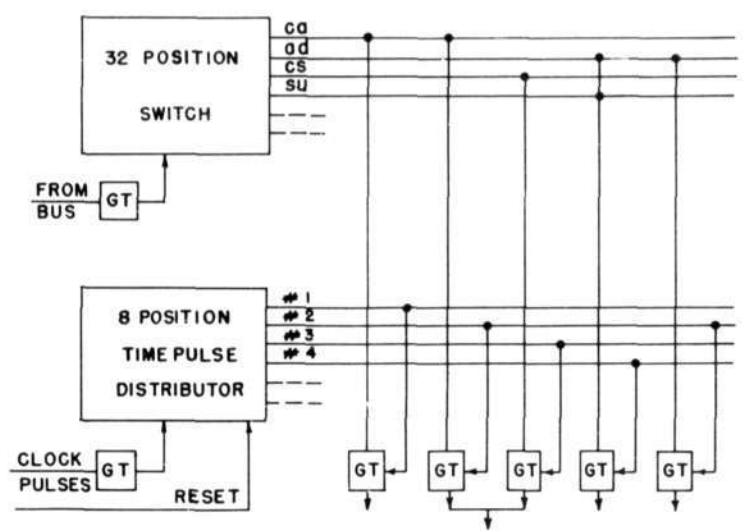 ca
ad
cs
su
32 POSITION
SWITCH
FROM
BUS
GT
# 1
# 2
# 3
# 4
8 POSITION
TIME PULSE
DISTRIBUTOR
CLOCK
PULSES
GT
RESET
GT
GT
GT
GT
GT